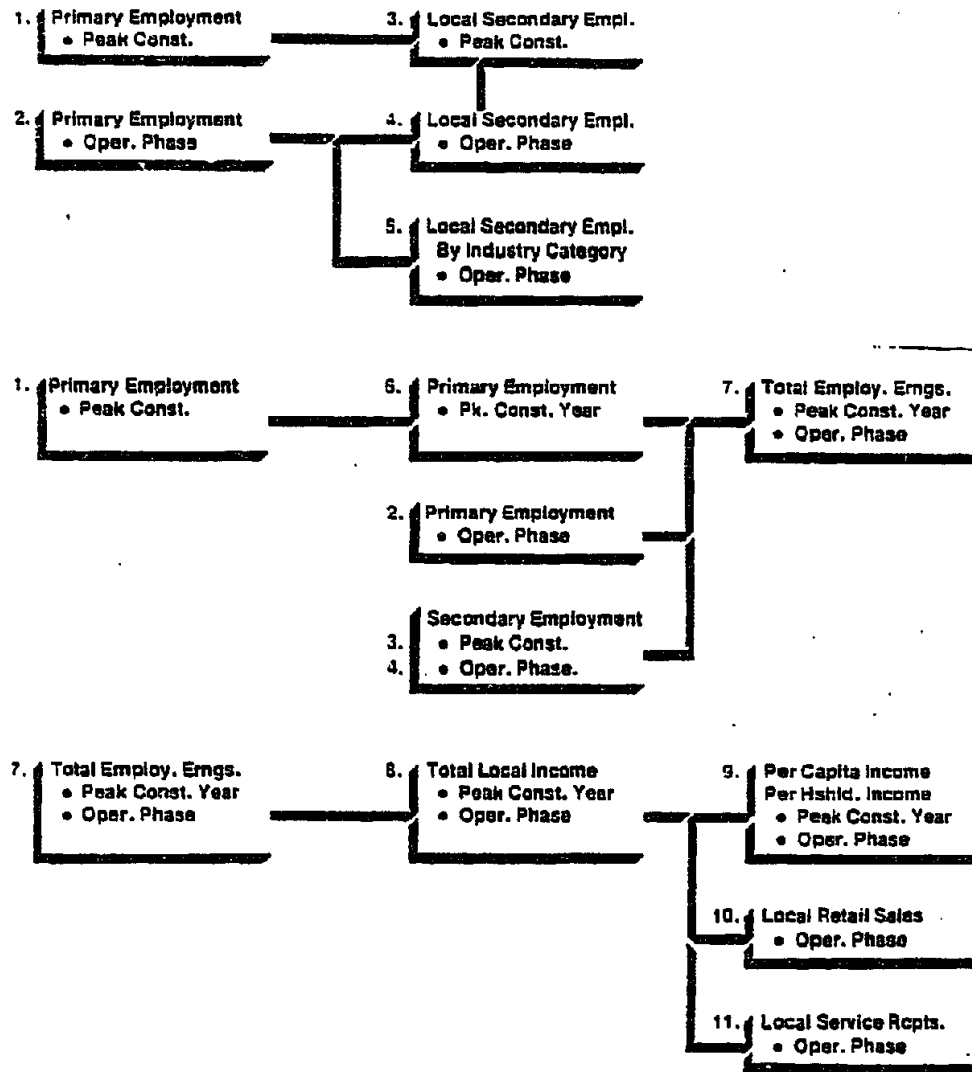 1. Primary Employment
• Peak Const.
3. Local Secondary Empl.
• Peak Const.
2. Primary Employment
• Oper. Phase
4. Local Secondary Empl.
• Oper. Phase
5. Local Secondary Empl.
By Industry Category
• Oper. Phase
1. Primary Employment
• Peak Const.
6. Primary Employment
• Pk. Const. Year
7. Total Employ. Erngs.
• Peak Const. Year
• Oper. Phase
2. Primary Employment
• Oper. Phase
Secondary Employment
3. • Peak Const.
4. • Oper. Phase.
7. Total Employ. Erngs.
• Peak Const. Year
• Oper. Phase
8. Total Local Income
• Peak Const. Year
• Oper. Phase
9. Per Capita Income
Per Hshld. Income
• Peak Const. Year
• Oper. Phase
10. Local Retail Sales
• Oper. Phase
11. Local Service Rcpts.
• Oper. Phase